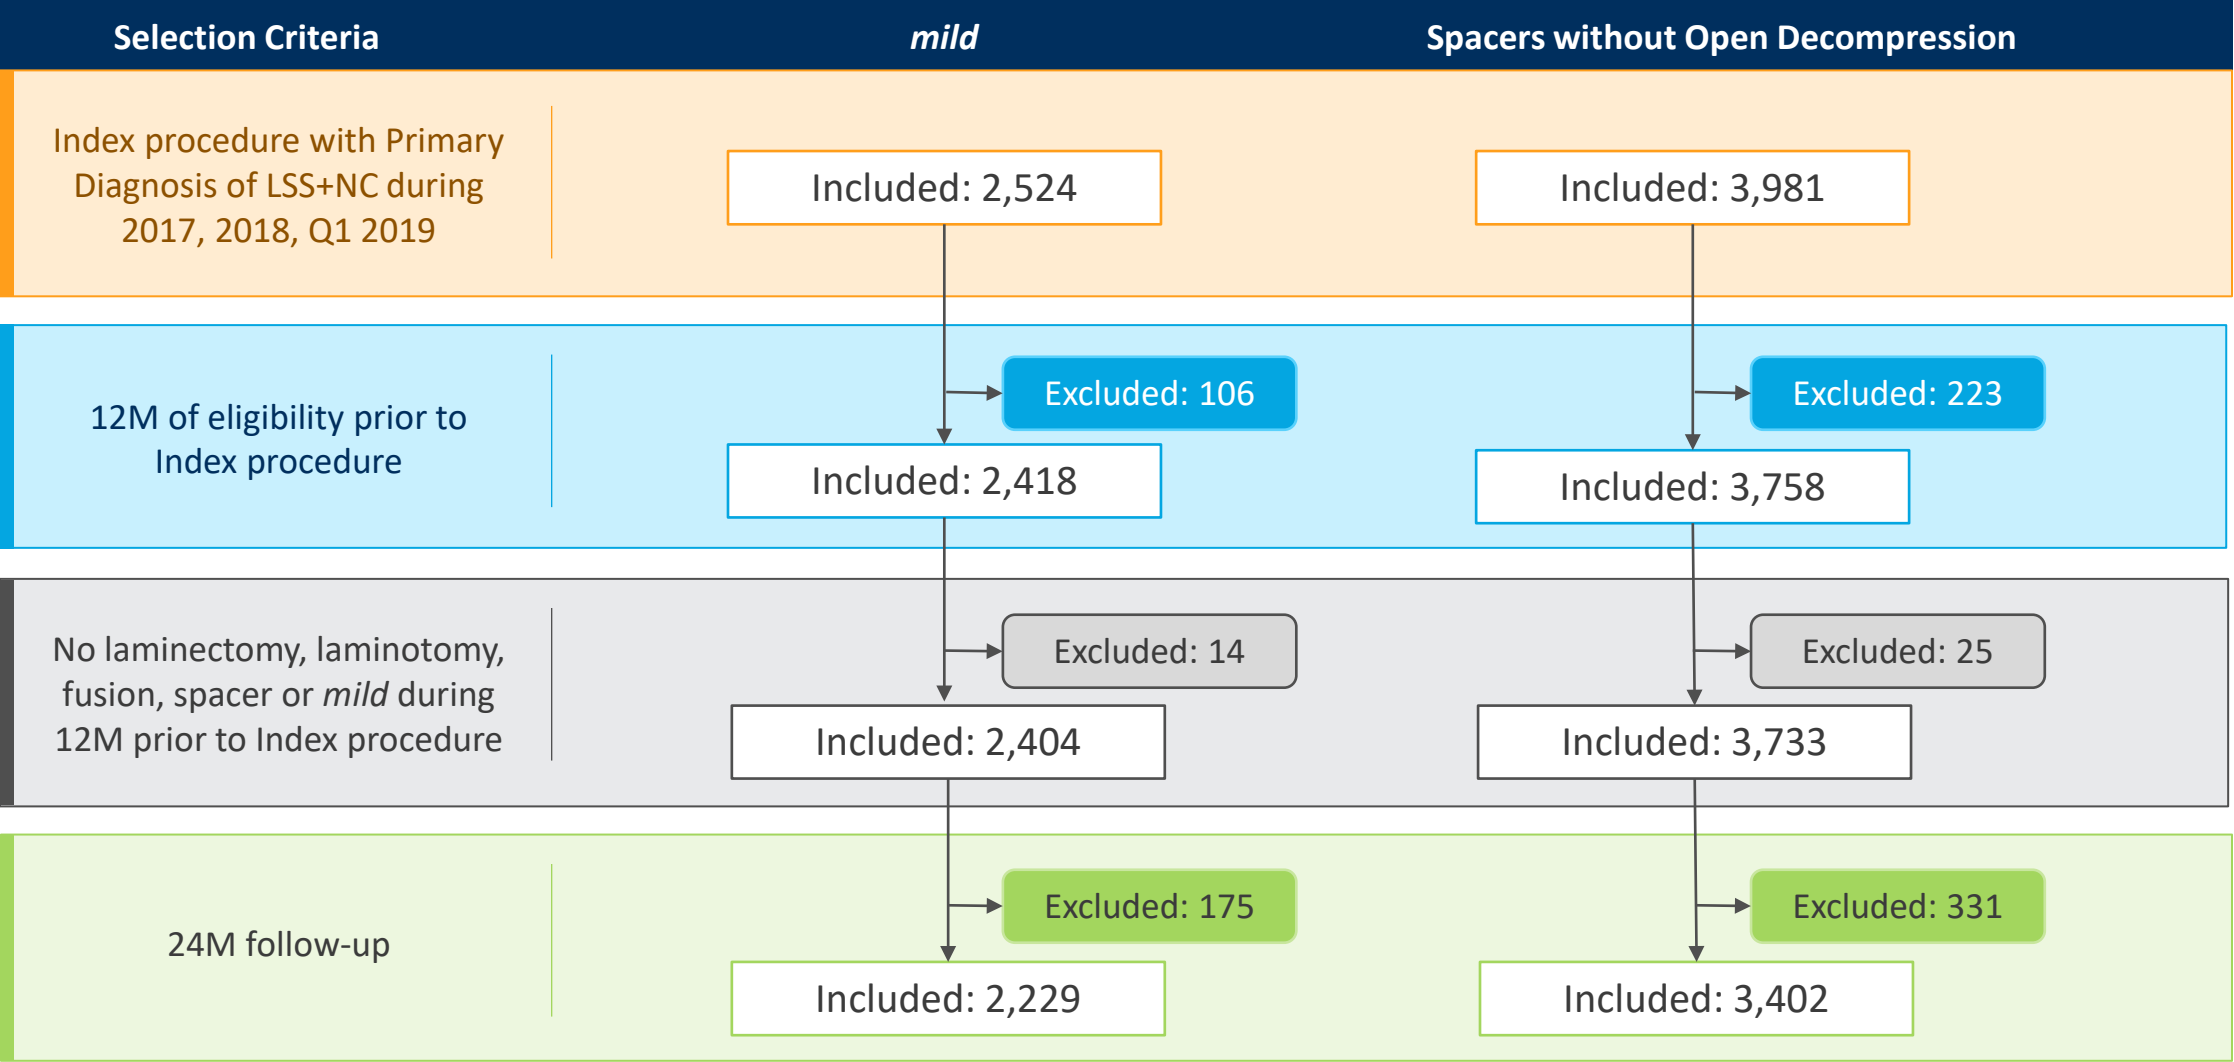 Selection Criteria
mild
Spacers without Open Decompression
Index procedure with Primary
Diagnosis of LSS+NC during
2017, 2018, Q1 2019
Included: 2,524
Included: 3,981
12M of eligibility prior to
Index procedure
Excluded: 106
Excluded: 223
Included: 2,418
Included: 3,758
No laminectomy, laminotomy,
fusion, spacer or mild during
12M prior to Index procedure
Excluded: 14
Excluded: 25
Included: 2,404
Included: 3,733
24M follow-up
Excluded: 175
Excluded: 331
Included: 2,229
Included: 3,402